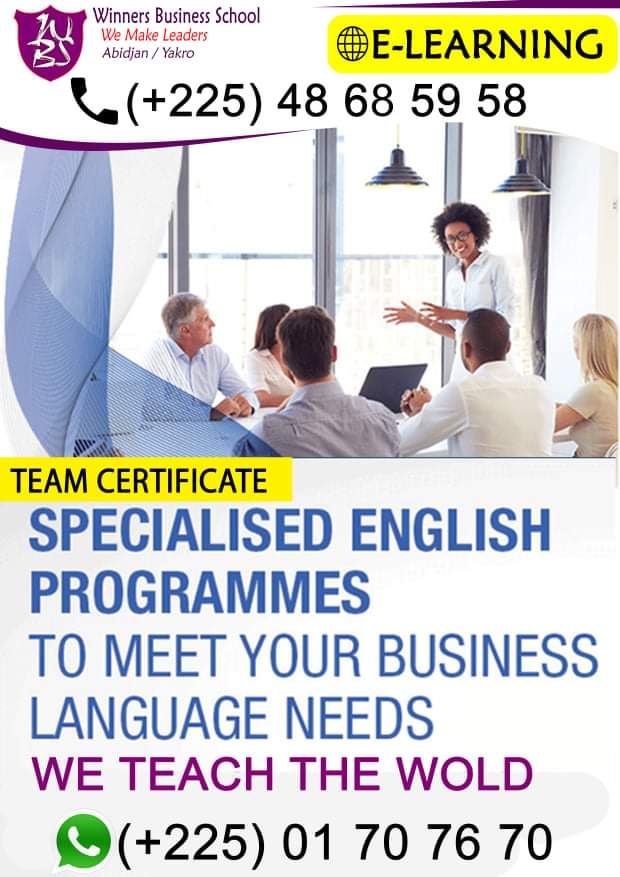 WBS
Winners Business School
We Make Leaders
Abidjan / Yakro
E-LEARNING
(+225) 48 68 59 58
TEAM CERTIFICATE
SPECIALISED ENGLISH
PROGRAMMES
TO MEET YOUR BUSINESS
LANGUAGE NEEDS
WE TEACH THE WOLD
(+225) 01 70 76 70